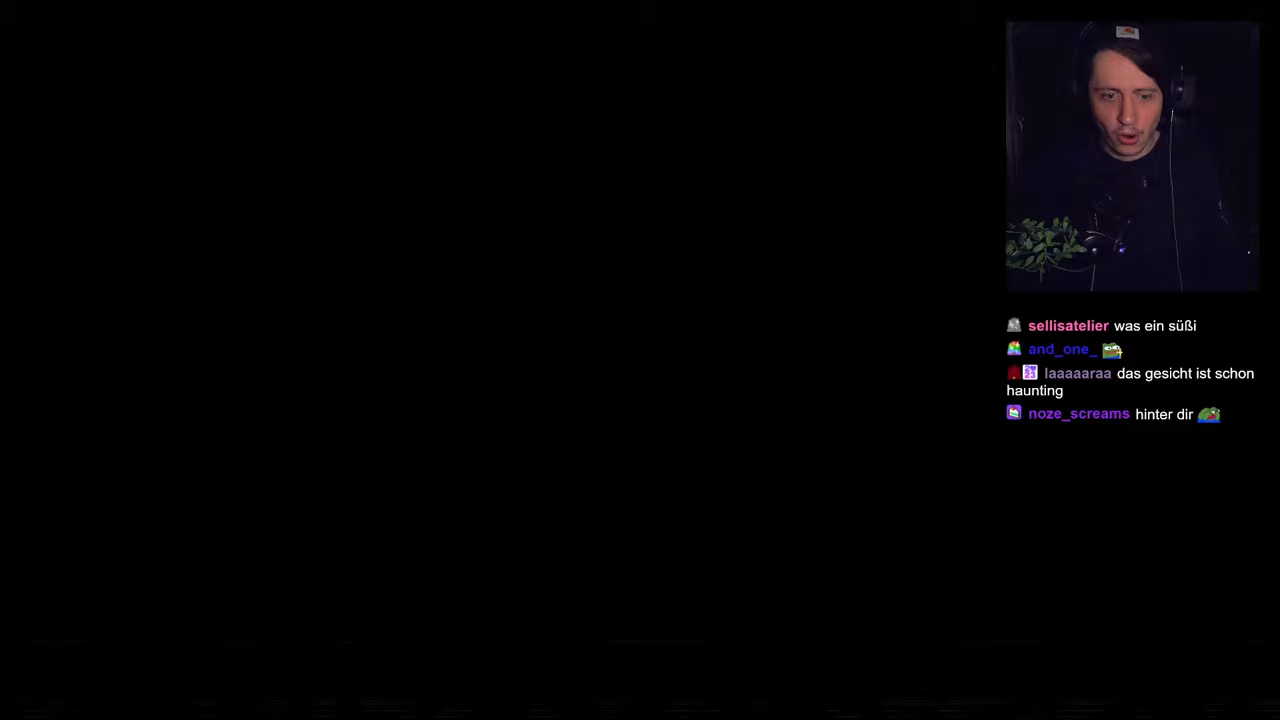 sellisatelier was ein süßi
and_one_
laaaaaraa das gesicht ist schon
haunting
noze_screams hinter dir